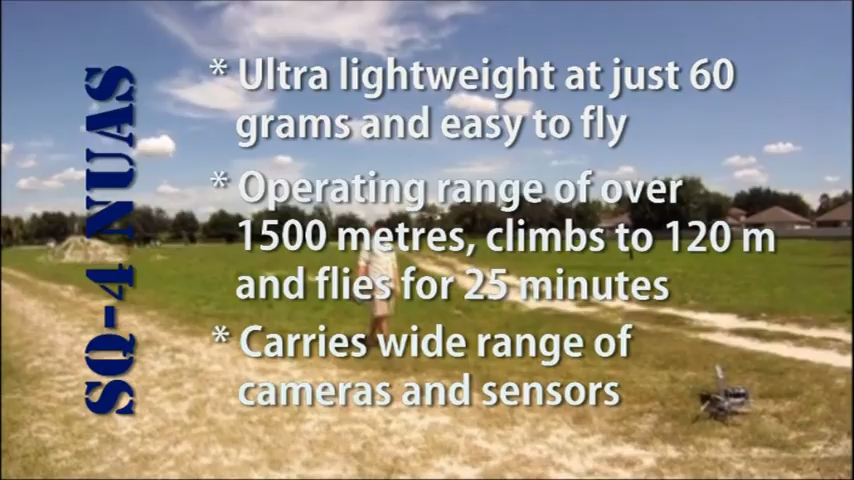 SQ-4 NUAS
* Ultra lightweight at just 60
grams and easy to fly
* Operating range of over
1500 metres, climbs to 120 m
and flies for 25 minutes
* Carries wide range of
cameras and sensors